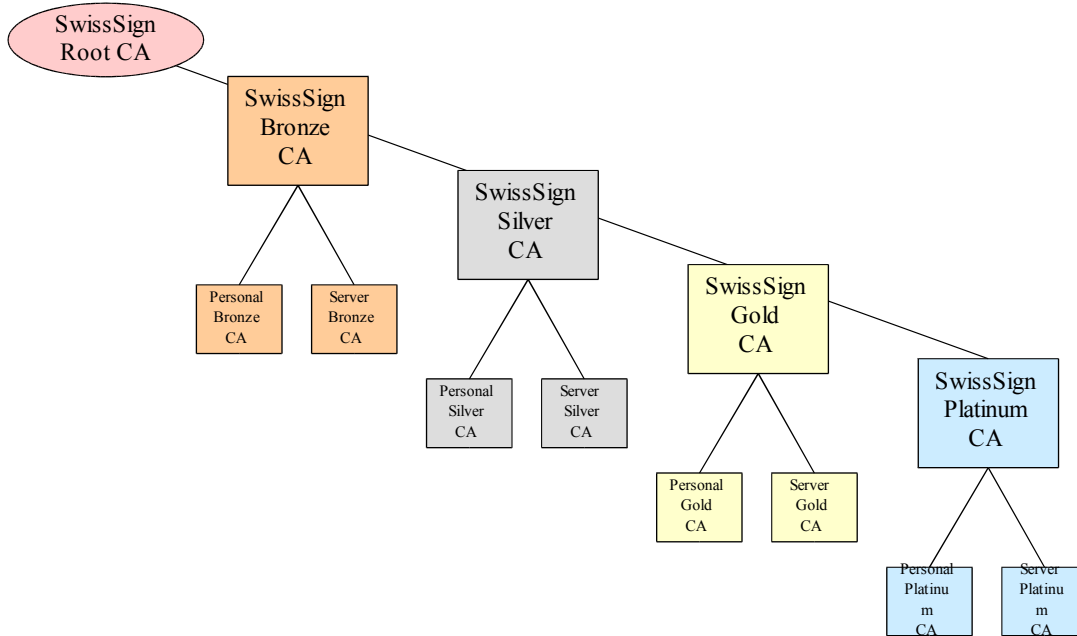 SwissSign
Root CA
SwissSign
Bronze
CA
SwissSign
Silver
CA
SwissSign
Gold
CA
SwissSign
Platinum
CA
Personal
Bronze
CA
Server
Bronze
CA
Personal
Silver
CA
Server
Silver
CA
Personal
Gold
CA
Server
Gold
CA
Personal
Platinu
m
CA
Server
Platinu
m
CA